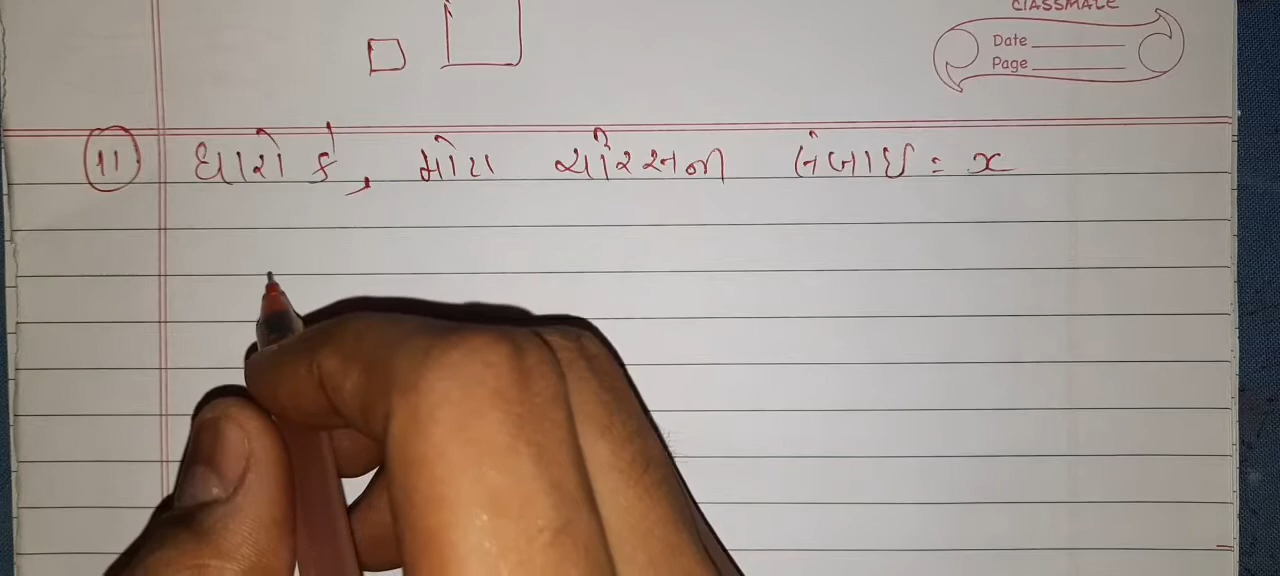 CLASSMATE
Date
Page
11 ધારો કે, મોટા ચોરસની લંબાઈ = x